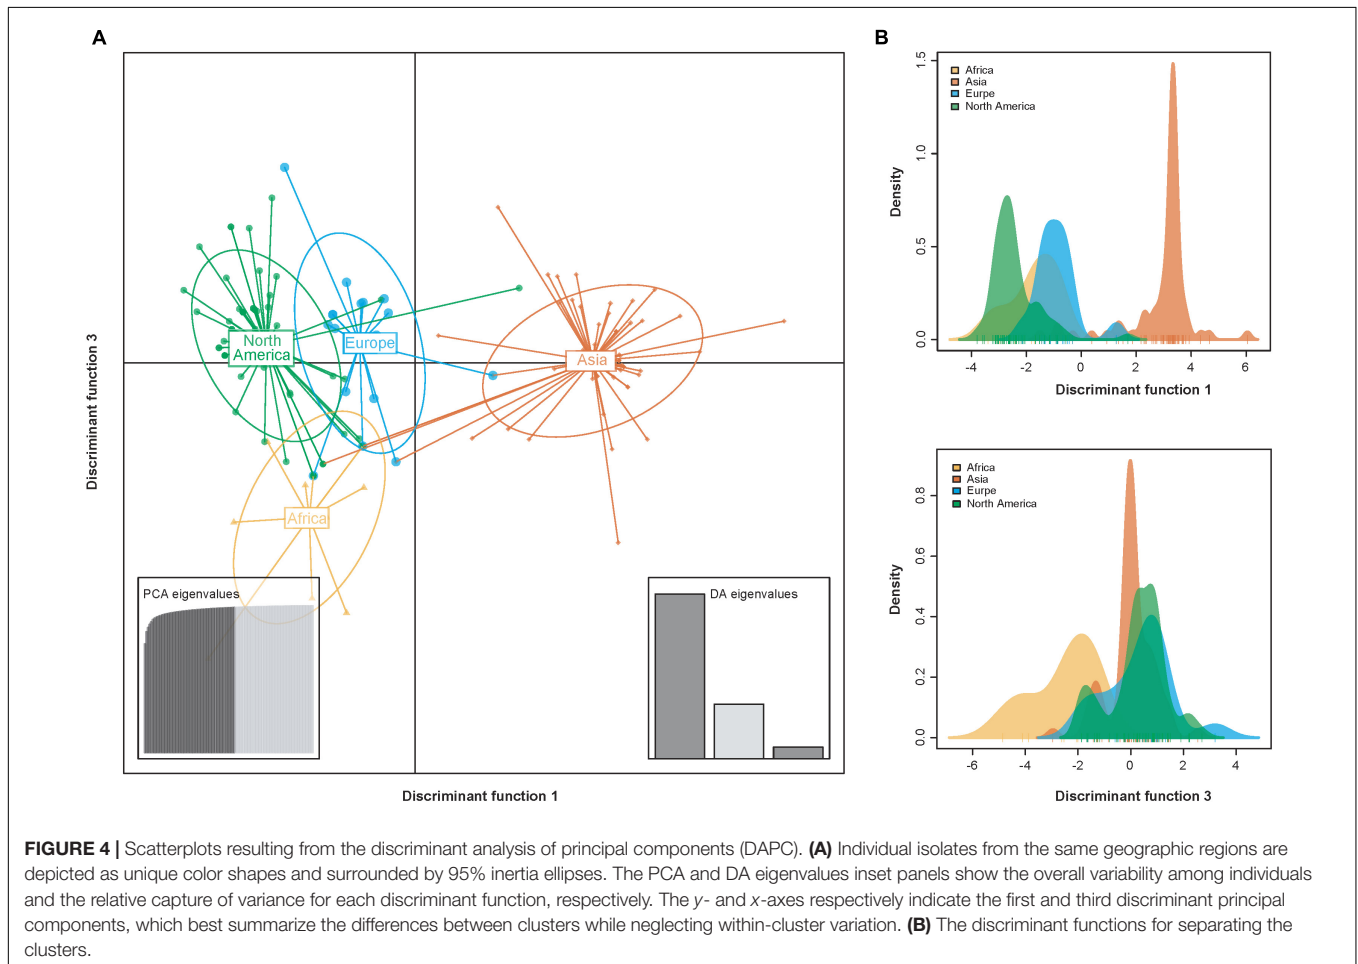 A
Discriminant function 3
North
America
Europe
Asia
Africa
PCA eigenvalues
DA eigenvalues
Discriminant function 1
B
Density
1.5
1.0
0.5
0.0
Africa
Asia
Eurpe
North America
-4
-2
0
2
4
6
Discriminant function 1
Density
0.8
0.6
0.4
0.2
0.0
Africa
Asia
Eurpe
North America
-6
-4
-2
0
2
4
Discriminant function 3
FIGURE 4 | Scatterplots resulting from the discriminant analysis of principal components (DAPC). (A) Individual isolates from the same geographic regions are
depicted as unique color shapes and surrounded by 95% inertia ellipses. The PCA and DA eigenvalues inset panels show the overall variability among individuals
and the relative capture of variance for each discriminant function, respectively. The y- and x-axes respectively indicate the first and third discriminant principal
components, which best summarize the differences between clusters while neglecting within-cluster variation. (B) The discriminant functions for separating the
clusters.